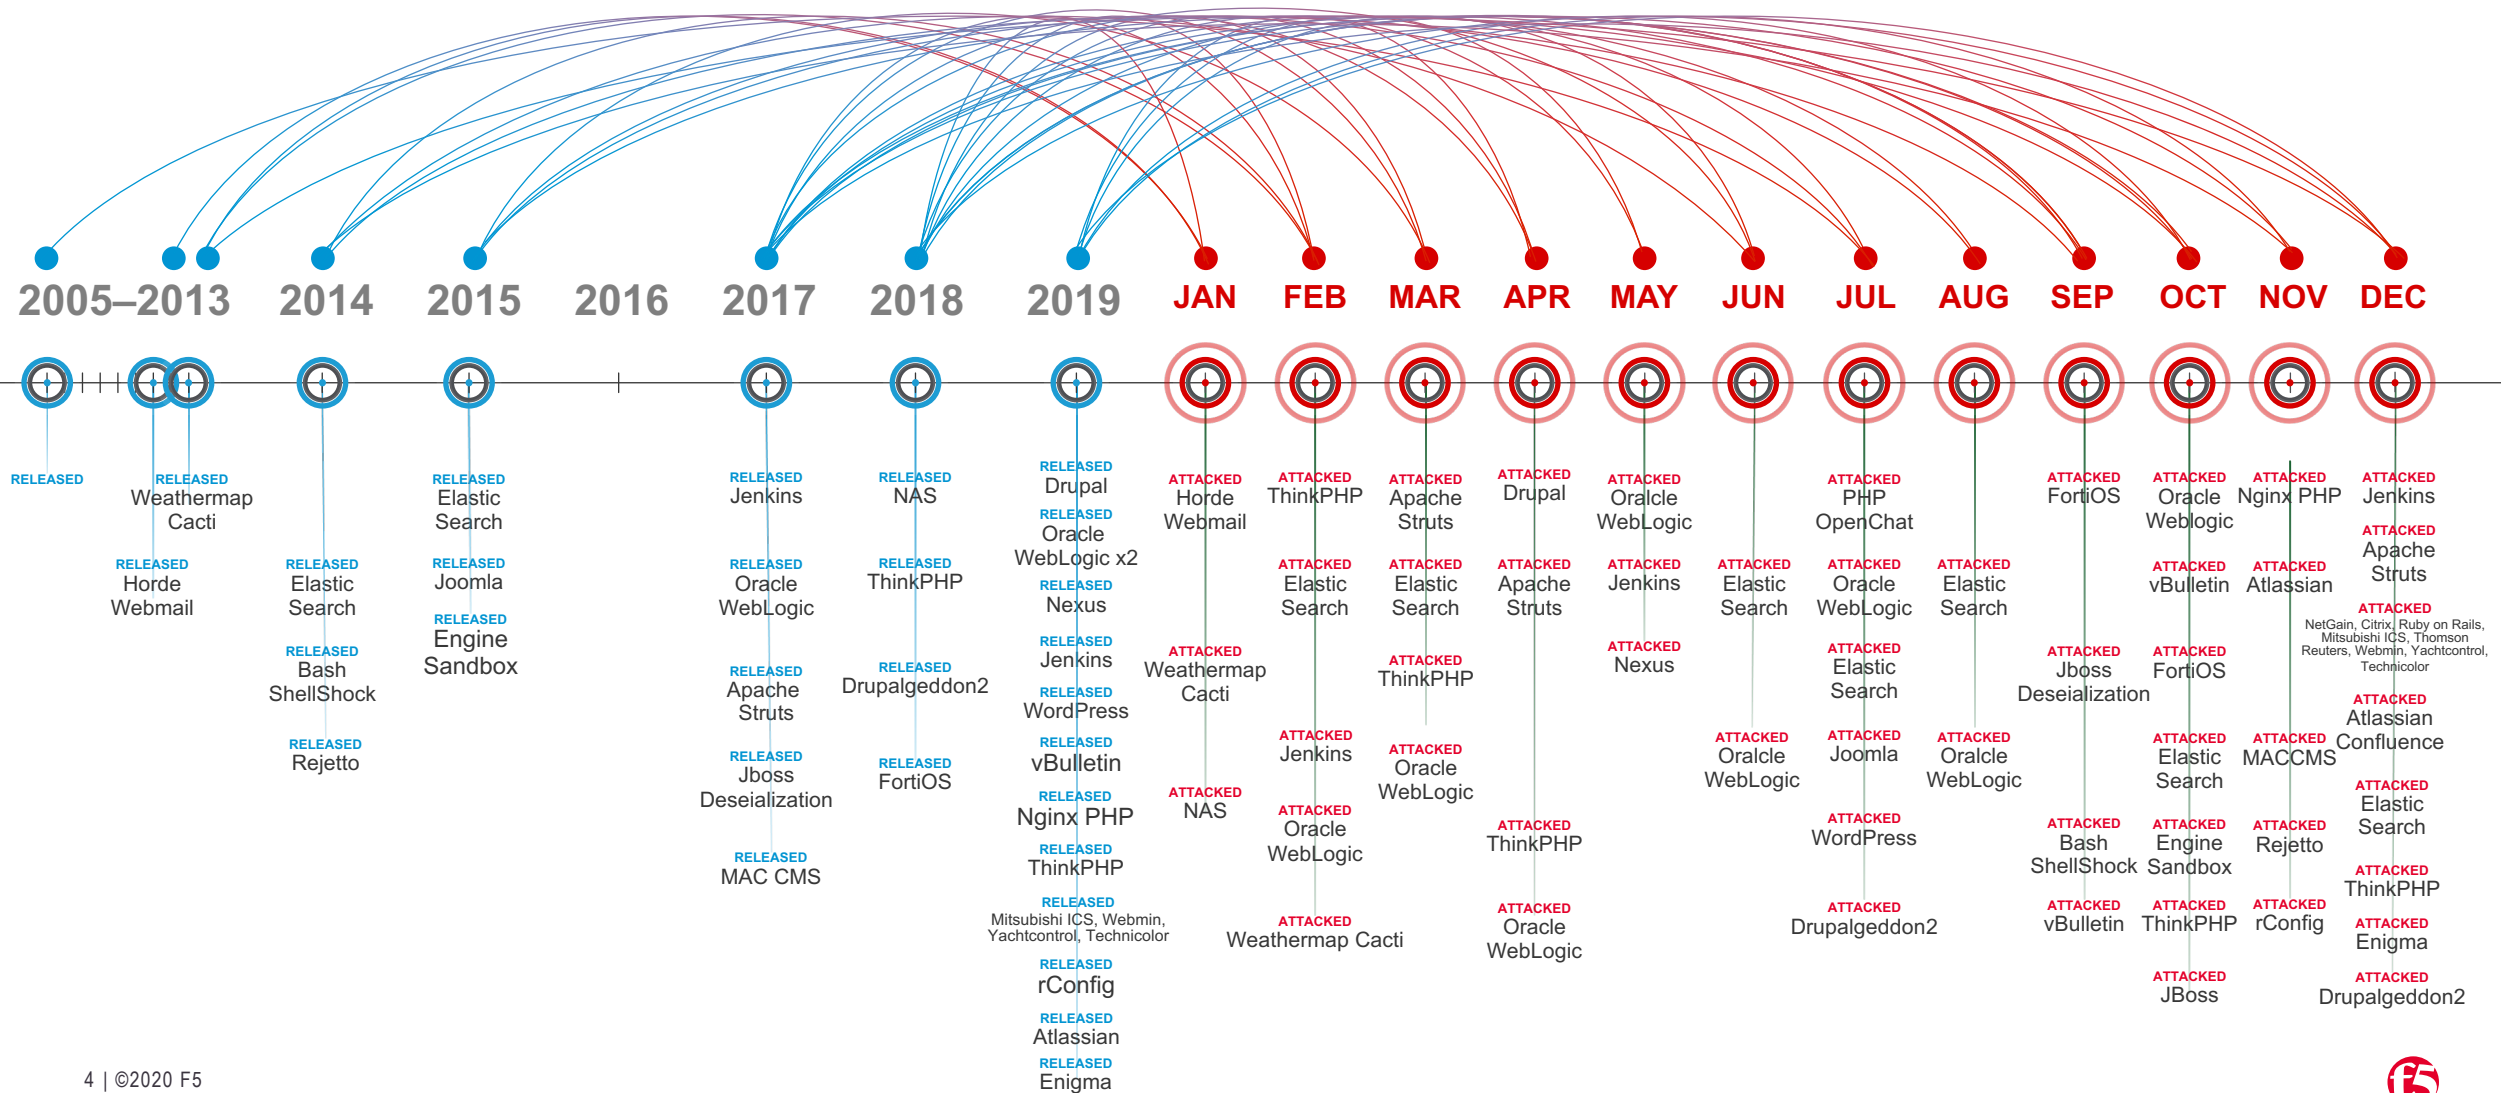 2005–2013
2014
2015
2016
2017
2018
2019
JAN
FEB
MAR
APR
MAY
JUN
JUL
AUG
SEP
OCT
NOV
DEC
RELEASED
RELEASED
Weathermap
Cacti
RELEASED
Horde
Webmail
RELEASED
Elastic
Search
RELEASED
Bash
ShellShock
RELEASED
Rejetto
RELEASED
Elastic
Search
RELEASED
Joomla
RELEASED
Engine
Sandbox
RELEASED
Jenkins
RELEASED
Oracle
WebLogic
RELEASED
Apache
Struts
RELEASED
Jboss
Deseialization
RELEASED
MAC CMS
RELEASED
NAS
RELEASED
ThinkPHP
RELEASED
Drupalgeddon2
RELEASED
FortiOS
RELEASED
Drupal
RELEASED
Oracle
WebLogic x2
RELEASED
Nexus
RELEASED
Jenkins
RELEASED
WordPress
RELEASED
vBulletin
RELEASED
Nginx PHP
RELEASED
ThinkPHP
RELEASED
Mitsubishi ICS, Webmin,
Yachtcontrol, Technicolor
RELEASED
rConfig
RELEASED
Atlassian
RELEASED
Enigma
ATTACKED
Horde
Webmail
ATTACKED
Weathermap
Cacti
ATTACKED
NAS
ATTACKED
ThinkPHP
ATTACKED
Elastic
Search
ATTACKED
Jenkins
ATTACKED
Oracle
WebLogic
ATTACKED
Weathermap Cacti
ATTACKED
Apache
Struts
ATTACKED
Elastic
Search
ATTACKED
ThinkPHP
ATTACKED
Oracle
WebLogic
ATTACKED
Drupal
ATTACKED
Apache
Struts
ATTACKED
ThinkPHP
ATTACKED
Oracle
WebLogic
ATTACKED
Oralcle
WebLogic
ATTACKED
Jenkins
ATTACKED
Nexus
ATTACKED
Elastic
Search
ATTACKED
Oralcle
WebLogic
ATTACKED
PHP
OpenChat
ATTACKED
Oracle
WebLogic
ATTACKED
Elastic
Search
ATTACKED
Joomla
ATTACKED
WordPress
ATTACKED
Drupalgeddon2
ATTACKED
Elastic
Search
ATTACKED
Oralcle
WebLogic
ATTACKED
FortiOS
ATTACKED
Jboss
Deseialization
ATTACKED
Bash
ShellShock
ATTACKED
vBulletin
ATTACKED
Oracle
Weblogic
ATTACKED
vBulletin
ATTACKED
FortiOS
ATTACKED
Elastic
Search
ATTACKED
Engine
Sandbox
ATTACKED
ThinkPHP
ATTACKED
JBoss
ATTACKED
Nginx PHP
ATTACKED
Atlassian
ATTACKED
MACCMS
ATTACKED
Rejetto
ATTACKED
rConfig
ATTACKED
Jenkins
ATTACKED
Apache
Struts
ATTACKED
NetGain, Citrix, Ruby on Rails,
Mitsubishi ICS, Thomson
Reuters, Webmin, Yachtcontrol,
Technicolor
ATTACKED
Atlassian
Confluence
ATTACKED
Elastic
Search
ATTACKED
ThinkPHP
ATTACKED
Enigma
ATTACKED
Drupalgeddon2
4 | ©2020 F5
f5